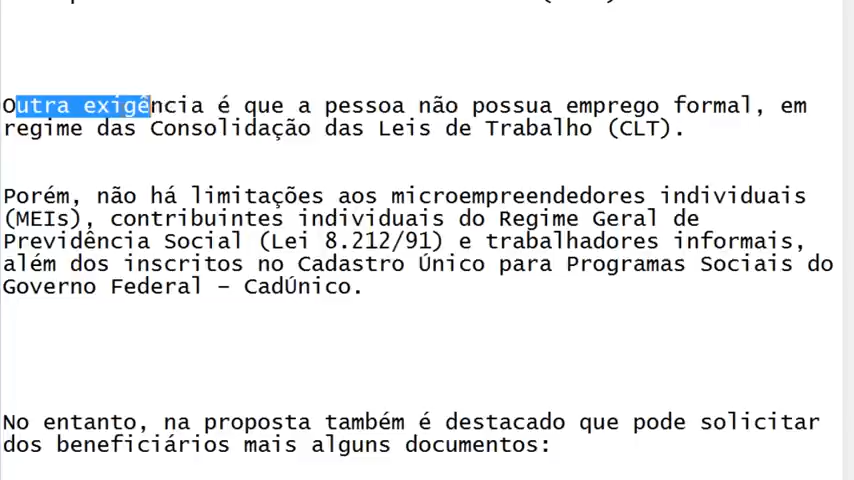 Outra exigência é que a pessoa não possua emprego formal, em
regime das Consolidação das Leis de Trabalho (CLT).
Porém, não há limitações aos microempreendedores individuais
(MEIs), contribuintes individuais do Regime Geral de
Previdência Social (Lei 8.212/91) e trabalhadores informais,
além dos inscritos no Cadastro Único para Programas Sociais do
Governo Federal – CadÚnico.
No entanto, na proposta também é destacado que pode solicitar
dos beneficiários mais alguns documentos: